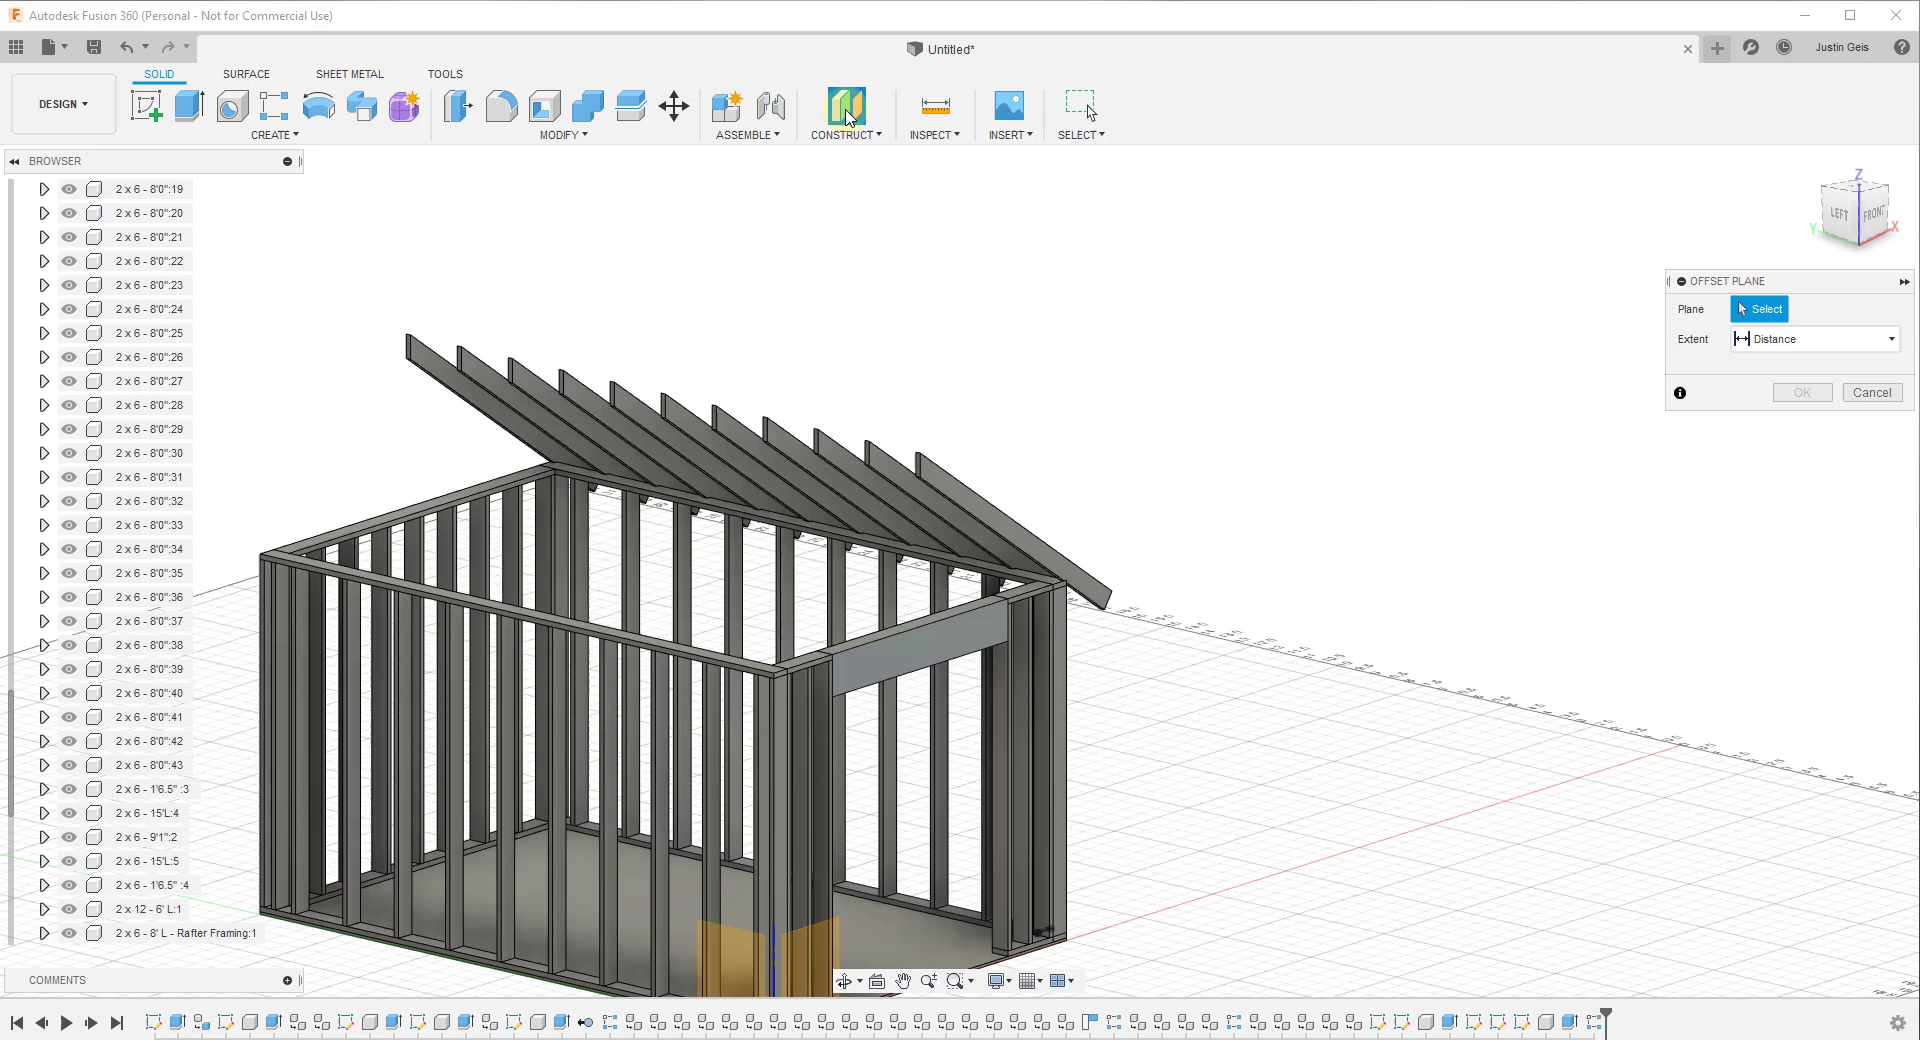 Autodesk Fusion 360 (Personal - Not for Commercial Use)
Untitled*
Justin Geis
SOLID SURFACE SHEET METAL TOOLS
DESIGN
CREATE MODIFY ASSEMBLE CONSTRUCT INSPECT INSERT SELECT
BROWSER
2 x 6 - 8'0":19
2 x 6 - 8'0":20
2 x 6 - 8'0":21
2 x 6 - 8'0":22
2 x 6 - 8'0":23
2 x 6 - 8'0":24
2 x 6 - 8'0":25
2 x 6 - 8'0":26
2 x 6 - 8'0":27
2 x 6 - 8'0":28
2 x 6 - 8'0":29
2 x 6 - 8'0":30
2 x 6 - 8'0":31
2 x 6 - 8'0":32
2 x 6 - 8'0":33
2 x 6 - 8'0":34
2 x 6 - 8'0":35
2 x 6 - 8'0":36
2 x 6 - 8'0":37
2 x 6 - 8'0":38
2 x 6 - 8'0":39
2 x 6 - 8'0":40
2 x 6 - 8'0":41
2 x 6 - 8'0":42
2 x 6 - 8'0":43
2 x 6 - 1'6.5" :3
2 x 6 - 15'L:4
2 x 6 - 9'1":2
2 x 6 - 15'L:5
2 x 6 - 1'6.5" :4
2 x 12 - 6' L:1
2 x 6 - 8' L - Rafter Framing:1
COMMENTS
Z
LEFT FRONT
Y X
OFFSET PLANE
Plane Select
Extent Distance
OK Cancel